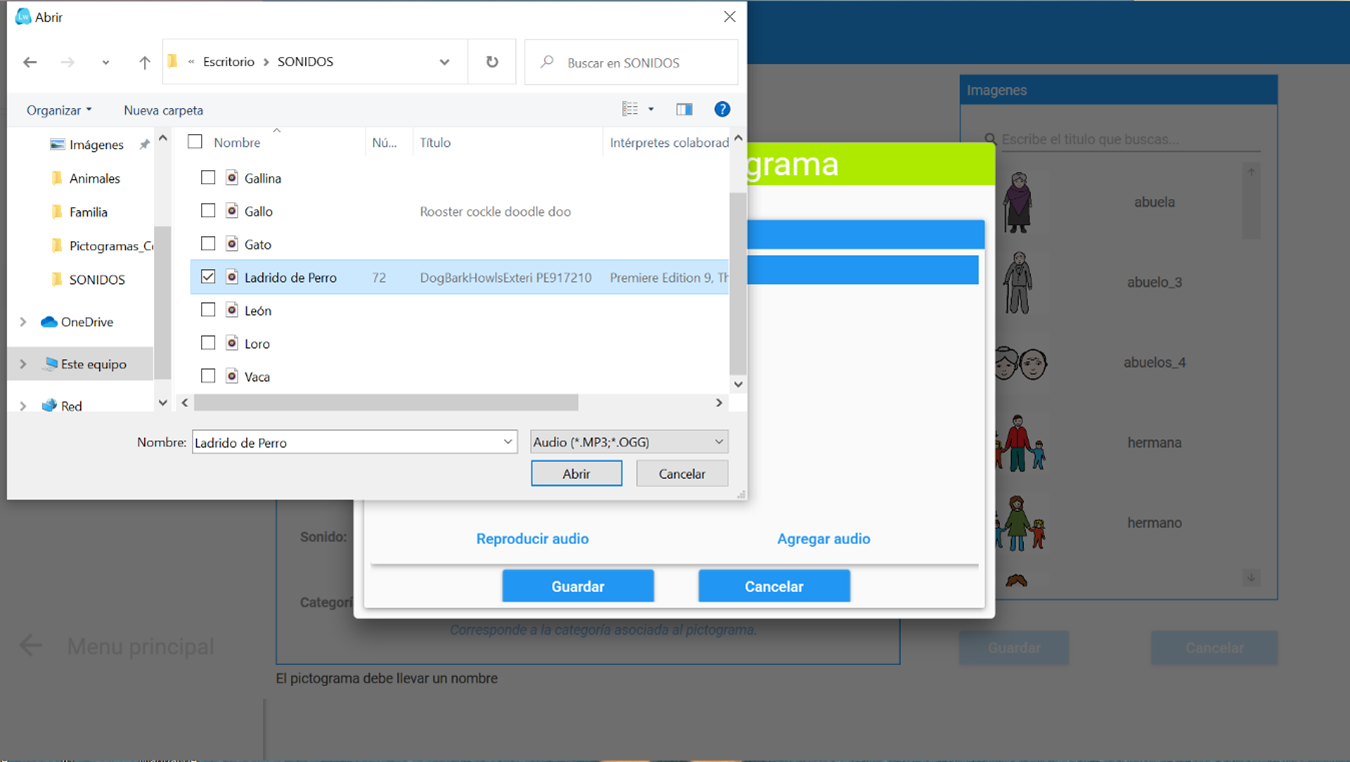 Abrir
Escritorio > SONIDOS
Buscar en SONIDOS
Organizar
Nueva carpeta
Imágenes
Animales
Familia
Pictogramas_Co
SONIDOS
OneDrive
Este equipo
Red
Nombre
Nú...
Título
Intérpretes colaborad
Gallina
Gallo
Rooster cockle doodle doo
Gato
Ladrido de Perro
72
DogBarkHowlsExteri PE917210
Premiere Edition 9, Th
León
Loro
Vaca
Nombre:
Ladrido de Perro
Audio (*.MP3;*.OGG)
Abrir
Cancelar
grama
Reproducir audio
Agregar audio
Guardar
Cancelar
Sonido:
Categorí
Corresponde a la categoría asociada al pictograma.
El pictograma debe llevar un nombre
Menu principal
Imagenes
Escribe el titulo que buscas...
abuela
abuelo_3
abuelos_4
hermana
hermano
Guardar
Cancelar